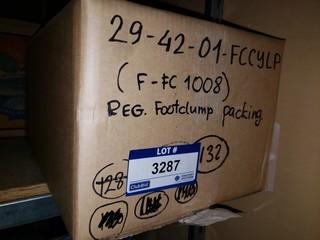 29-42-01-FCCYLP
(F-FC 1008)
REG. Footclump packing
LOT #
3287
132
128